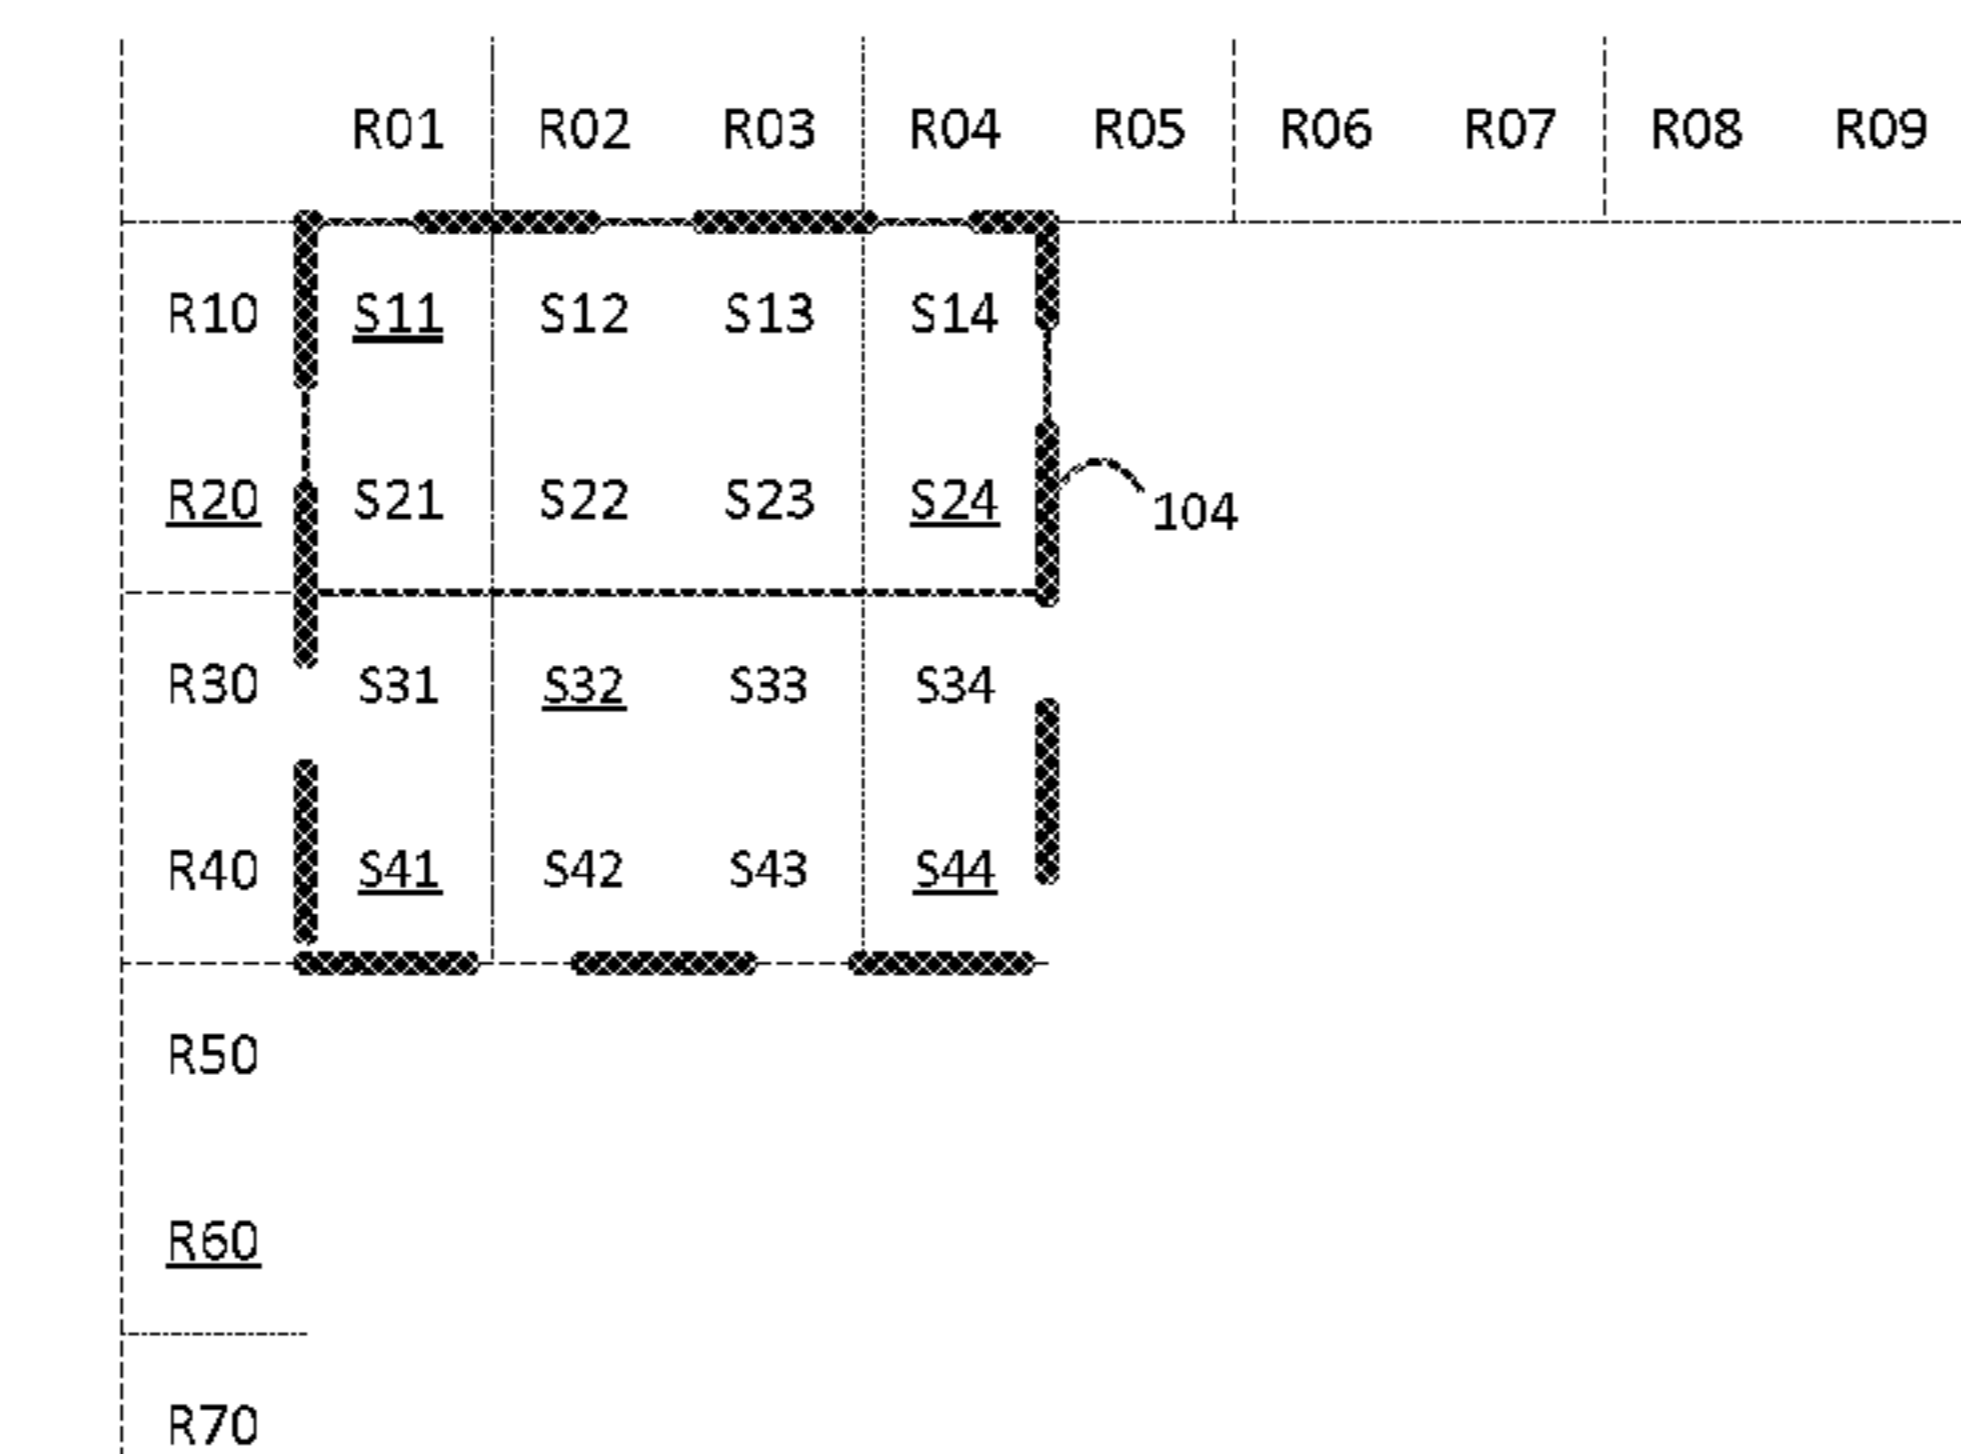 R01 R02 R03 R04 R05 R06 R07 R08 R09
R10 S11 S12 S13 S14
R20 S21 S22 S23 S24 104
R30 S31 S32 S33 S34
R40 S41 S42 S43 S44
R50
R60
R70